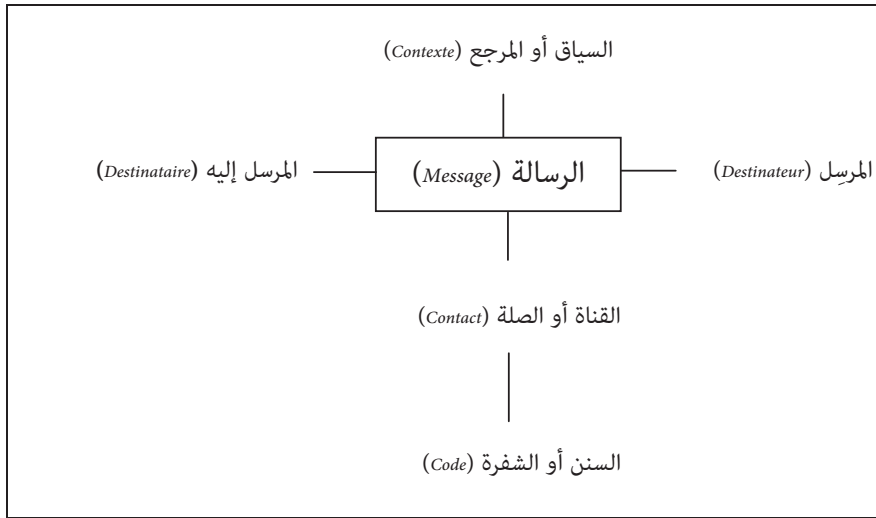 السياق أو المرجع (Contexte)
المرسِل (Destinateur)
الرسالة (Message)
المرسل إليه (Destinataire)
القناة أو الصلة (Contact)
السنن أو الشفرة (Code)